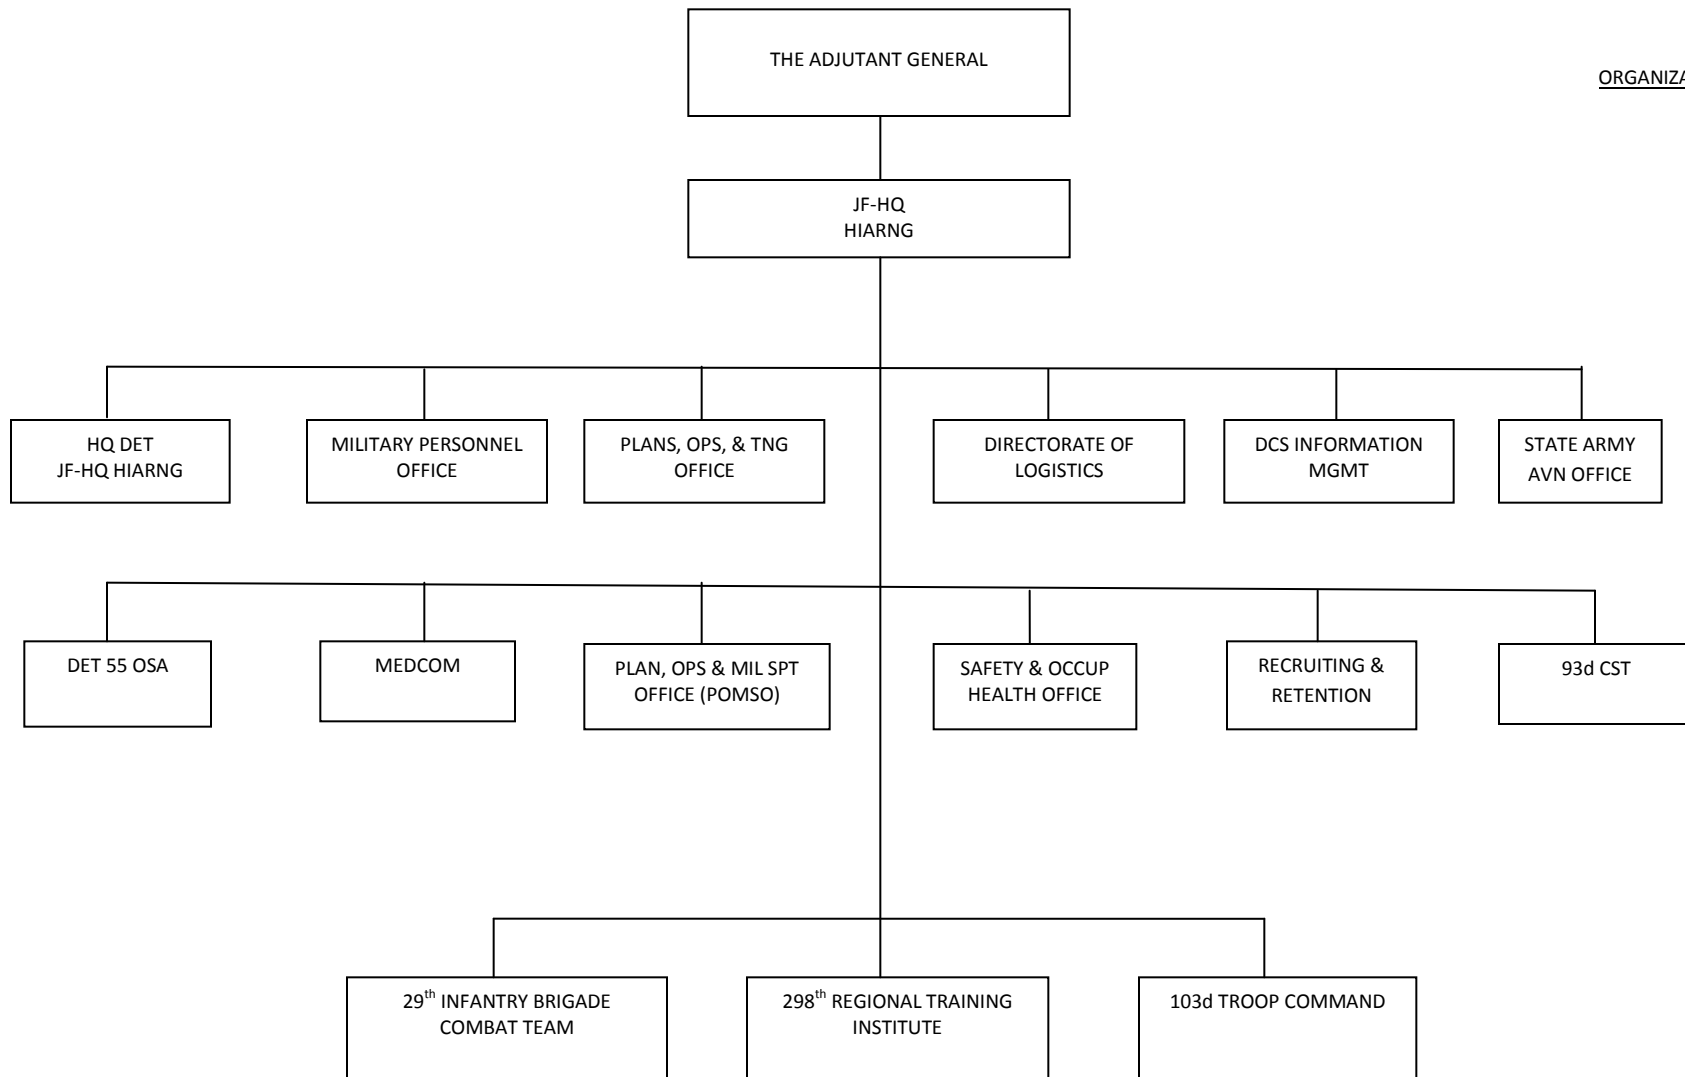 THE ADJUTANT GENERAL
ORGANIZA
JF-HQ
HIARNG
HQ DET
JF-HQ HIARNG
MILITARY PERSONNEL
OFFICE
PLANS, OPS, & TNG
OFFICE
DIRECTORATE OF
LOGISTICS
DCS INFORMATION
MGMT
STATE ARMY
AVN OFFICE
DET 55 OSA
MEDCOM
PLAN, OPS & MIL SPT
OFFICE (POMSO)
SAFETY & OCCUP
HEALTH OFFICE
RECRUITING &
RETENTION
93d CST
29th INFANTRY BRIGADE
COMBAT TEAM
298th REGIONAL TRAINING
INSTITUTE
103d TROOP COMMAND